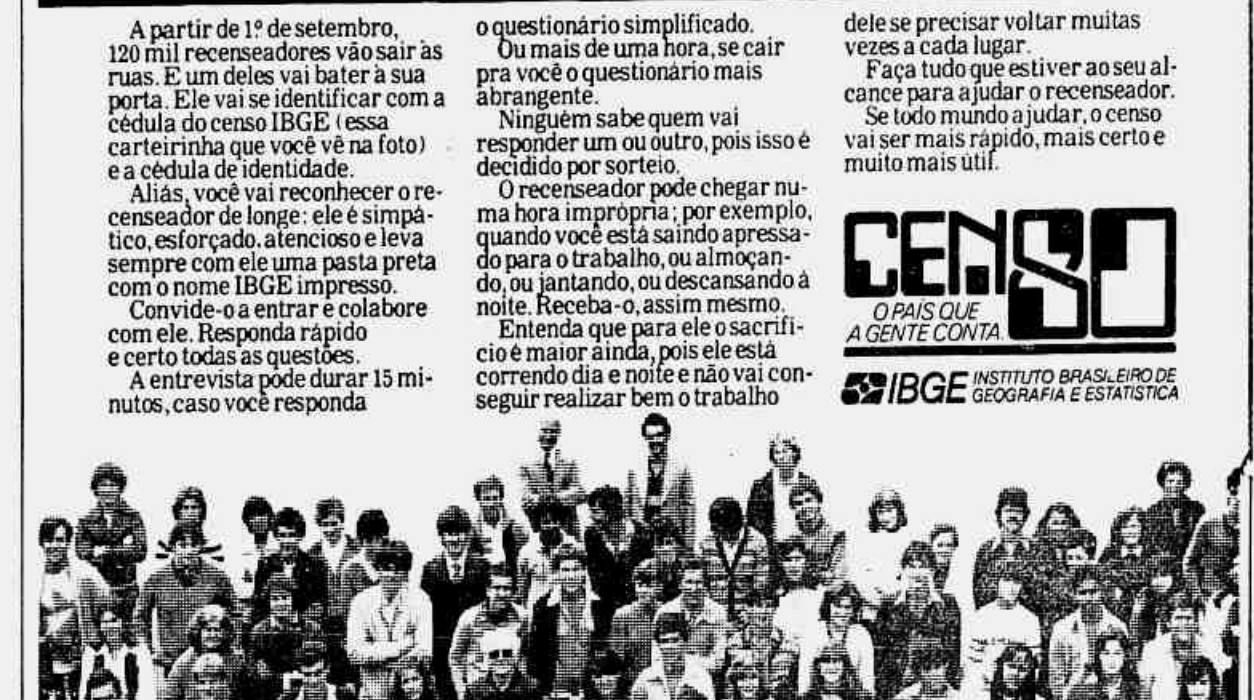 A partir de 1º de setembro,
120 mil recenseadores vão sair às
ruas. E um deles vai bater à sua
porta. Ele vai se identificar com a
cédula do censo IBGE (essa
carteirinha que você vê na foto)
e a cédula de identidade.
Aliás, você vai reconhecer o re-
censeador de longe: ele é simpá-
tico, esforçado, atencioso e leva
sempre com ele uma pasta preta
com o nome IBGE impresso.
Convide-o a entrar e colabore
com ele. Responda rápido
e certo todas as questões.
A entrevista pode durar 15 mi-
nutos, caso você responda
o questionário simplificado.
Ou mais de uma hora, se cair
pra você o questionário mais
abrangente.
Ninguém sabe quem vai
responder um ou outro, pois isso é
decidido por sorteio.
O recenseador pode chegar nu-
ma hora imprópria; por exemplo,
quando você está saindo apressa-
do para o trabalho, ou almoçan-
do, ou jantando, ou descansando à
noite. Receba-o, assim mesmo.
Entenda que para ele o sacrifí-
cio é maior ainda, pois ele está
correndo dia e noite e não vai con-
seguir realizar bem o trabalho
dele se precisar voltar muitas
vezes a cada lugar.
Faça tudo que estiver ao seu al-
cance para ajudar o recenseador.
Se todo mundo ajudar, o censo
vai ser mais rápido, mais certo e
muito mais útil.
CENSO
O PAÍS QUE
A GENTE CONTA.
IBGE INSTITUTO BRASILEIRO DE
GEOGRAFIA E ESTATÍSTICA